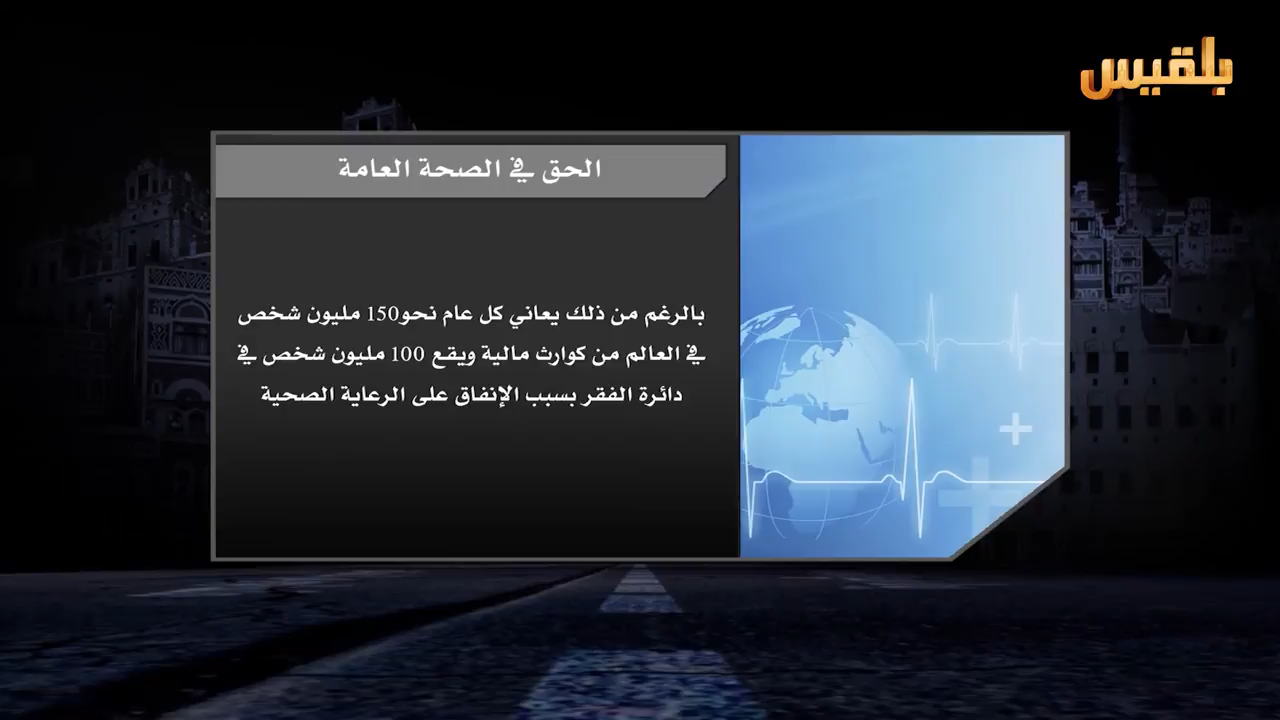 بلقيس
الحق في الصحة العامة
بالرغم من ذلك يعاني كل عام نحو150 مليون شخص
في العالم من كوارث مالية ويقع 100 مليون شخص في
دائرة الفقر بسبب الإنفاق على الرعاية الصحية